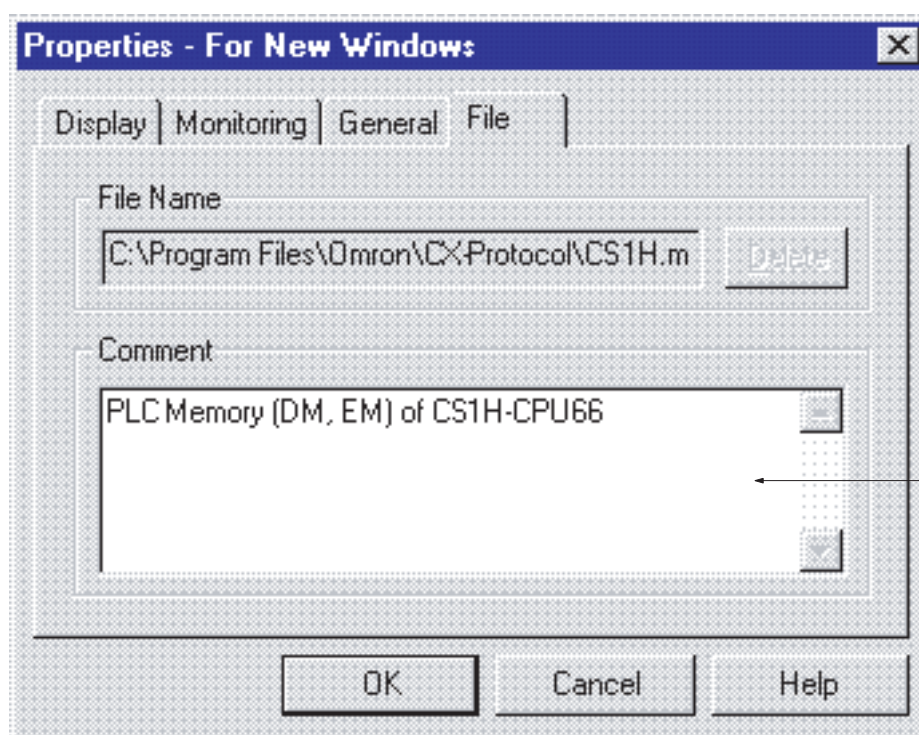 Properties - For New Windows
Display Monitoring General File
File Name
C:\Program Files\Omron\CX-Protocol\CS1H.m Delete
Comment
PLC Memory (DM, EM) of CS1H-CPU66
OK Cancel Help